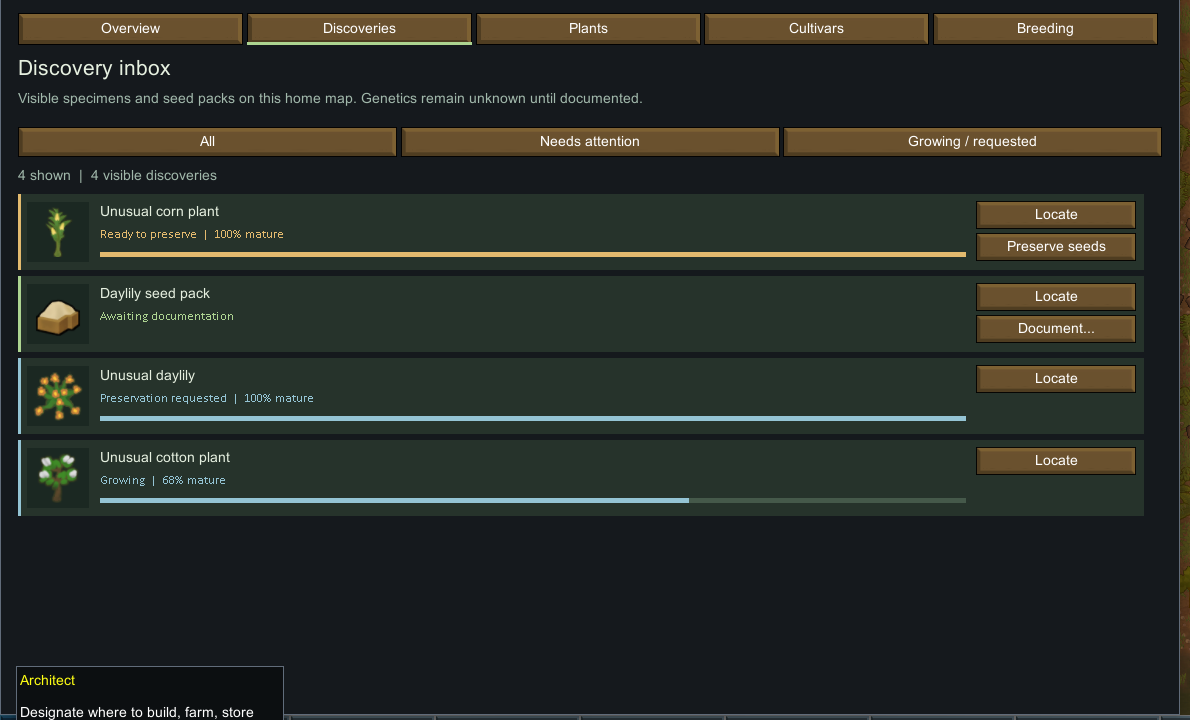 Overview
Discoveries
Plants
Cultivars
Breeding
Discovery inbox
Visible specimens and seed packs on this home map. Genetics remain unknown until documented.
All
Needs attention
Growing / requested
4 shown | 4 visible discoveries
Unusual corn plant
Ready to preserve | 100% mature
Locate
Preserve seeds
Daylily seed pack
Awaiting documentation
Locate
Document...
Unusual daylily
Preservation requested | 100% mature
Locate
Unusual cotton plant
Growing | 68% mature
Locate
Architect
Designate where to build, farm, store